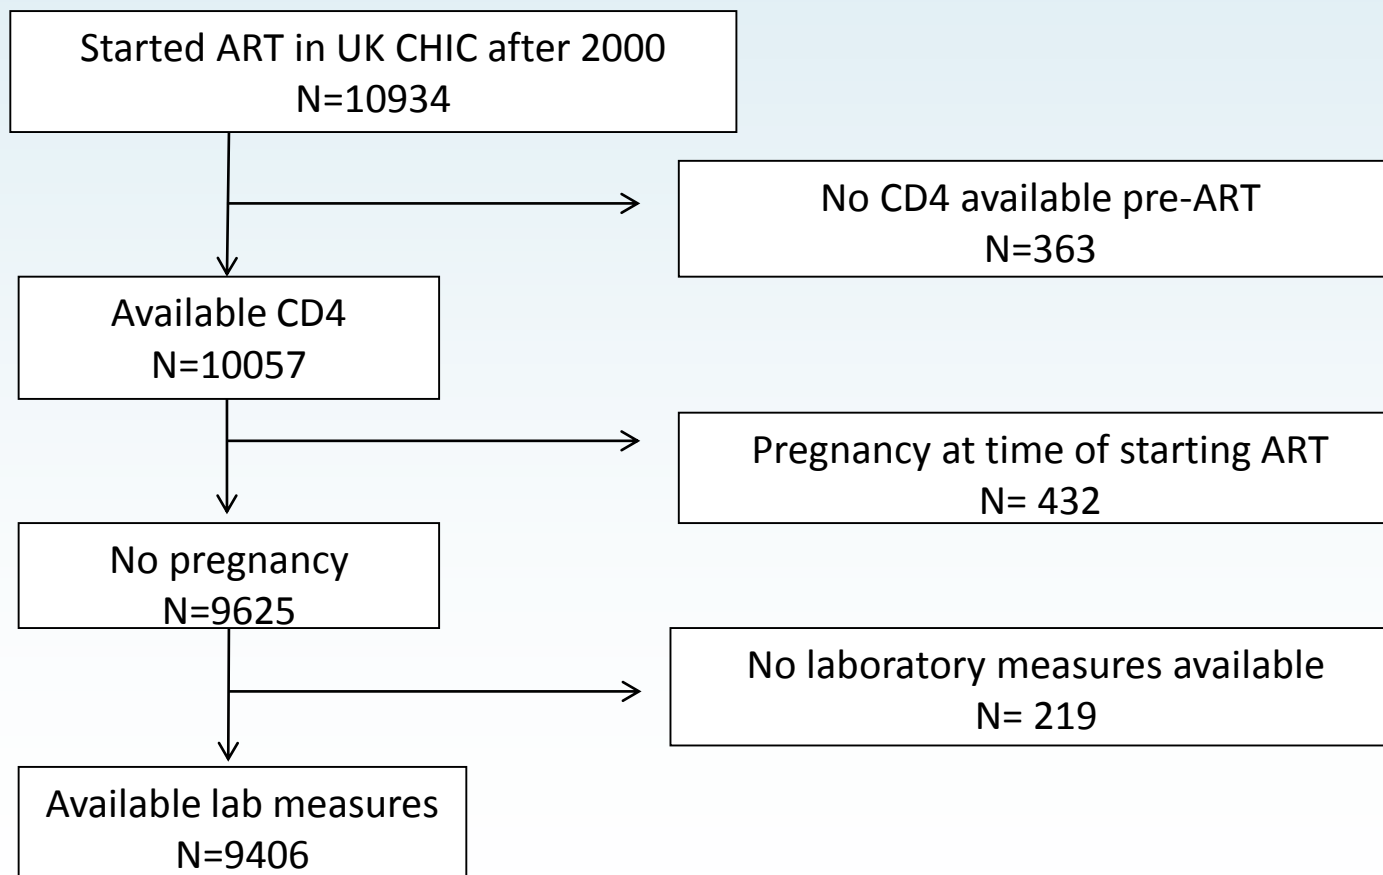 Started ART in UK CHIC after 2000
N=10934
No CD4 available pre-ART
N=363
Available CD4
N=10057
Pregnancy at time of starting ART
N= 432
No pregnancy
N=9625
No laboratory measures available
N= 219
Available lab measures
N=9406